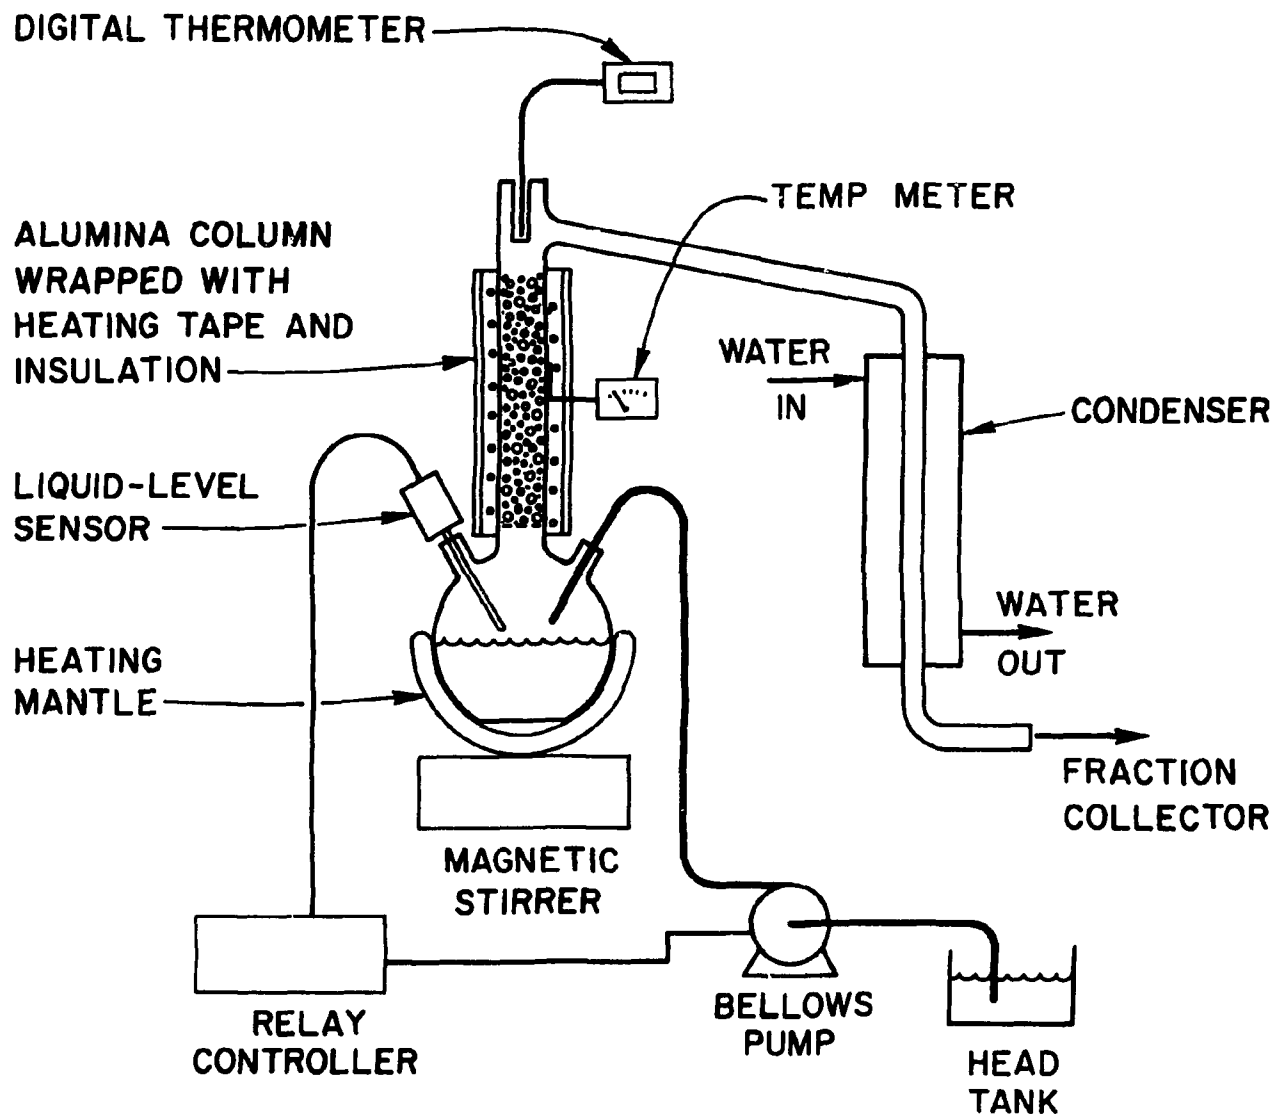 DIGITAL THERMOMETER
TEMP METER
ALUMINA COLUMN
WRAPPED WITH
HEATING TAPE AND
INSULATION
WATER
IN
CONDENSER
LIQUID-LEVEL
SENSOR
WATER
OUT
HEATING
MANTLE
FRACTION
COLLECTOR
MAGNETIC
STIRRER
BELLOWS
PUMP
RELAY
CONTROLLER
HEAD
TANK